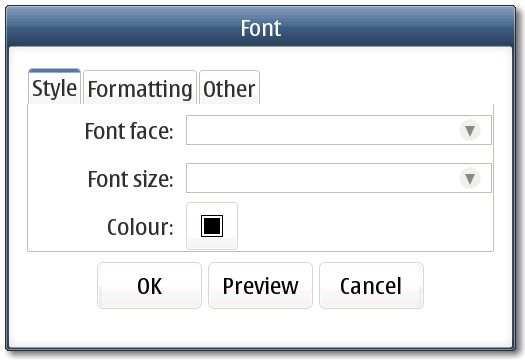 Font
Style Formatting Other
Font face:
Font size:
Colour:
OK Preview Cancel